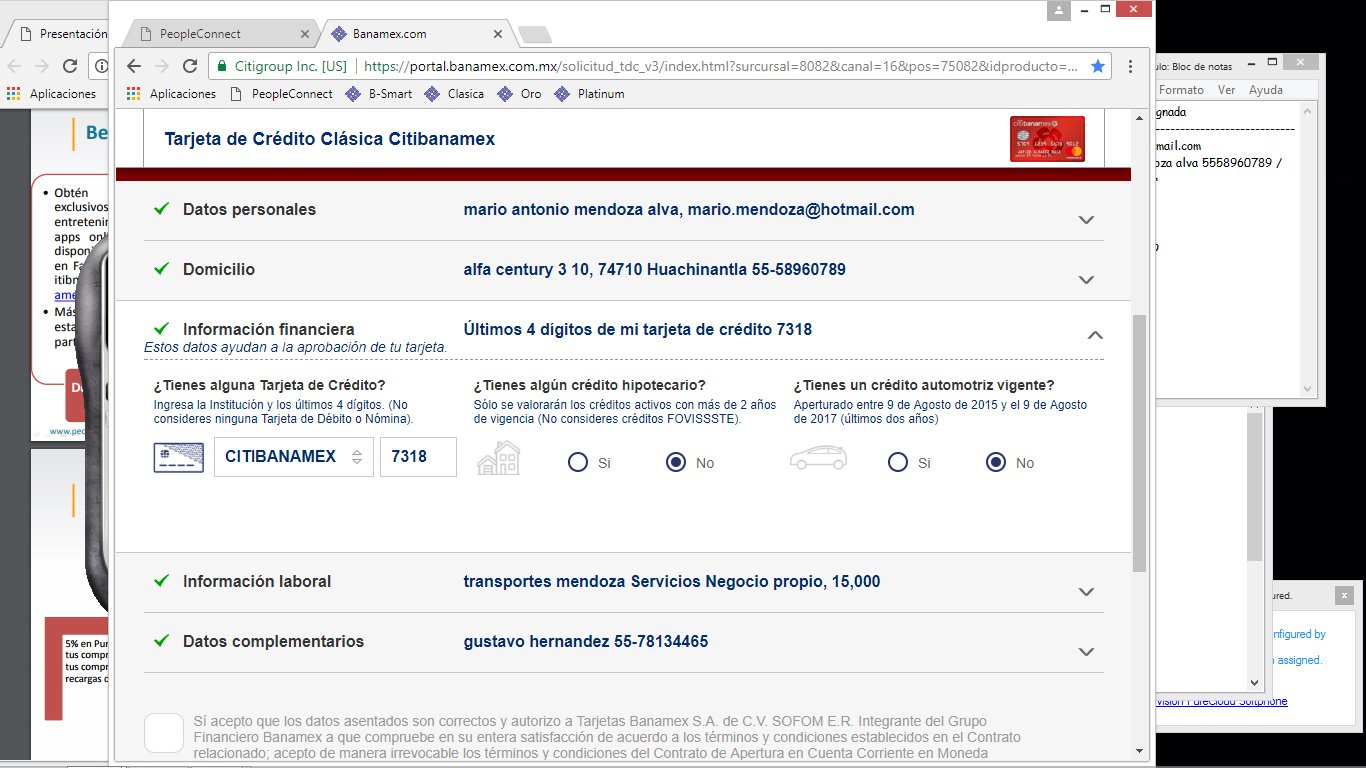 Presentación
PeopleConnect
Banamex.com
Citigroup Inc. [US]
https://portal.banamex.com.mx/solicitud_tdc_v3/index.html?surcursal=8082&canal=16&pos=75082&idproducto=...
Aplicaciones
Aplicaciones
PeopleConnect
B-Smart
Clasica
Oro
Platinum
Tarjeta de Crédito Clásica Citibanamex
citibanamex
Datos personales
mario antonio mendoza alva, mario.mendoza@hotmail.com
Domicilio
alfa century 3 10, 74710 Huachinantla 55-58960789
Información financiera
Últimos 4 dígitos de mi tarjeta de crédito 7318
Estos datos ayudan a la aprobación de tu tarjeta.
¿Tienes alguna Tarjeta de Crédito?
Ingresa la Institución y los últimos 4 dígitos. (No
consideres ninguna Tarjeta de Débito o Nómina).
CITIBANAMEX
7318
¿Tienes algún crédito hipotecario?
Sólo se valorarán los créditos activos con más de 2 años
de vigencia (No consideres créditos FOVISSSTE).
Si
No
¿Tienes un crédito automotriz vigente?
Aperturado entre 9 de Agosto de 2015 y el 9 de Agosto
de 2017 (últimos dos años)
Si
No
Información laboral
transportes mendoza Servicios Negocio propio, 15,000
Datos complementarios
gustavo hernandez 55-78134465
Sí acepto que los datos asentados son correctos y autorizo a Tarjetas Banamex S.A. de C.V. SOFOM E.R. Integrante del Grupo
Financiero Banamex a que compruebe en su entera satisfacción de acuerdo a los términos y condiciones establecidos en el Contrato
relacionado; acepto de manera irrevocable los términos y condiciones del Contrato de Apertura en Cuenta Corriente en Moneda
Be
• Obtén
exclusivos
entretenim
apps onl
disponi
en Fa
itibn
amé
• Más
esta
part
www.pec
5% en Pur
tus compr
tus compr
recargas d
ulo: Bloc de notas
Formato Ver Ayuda
gnada
mail.com
oza alva 5558960789 /
ured.
nfigured by
assigned.
vision PureCloud Softphone